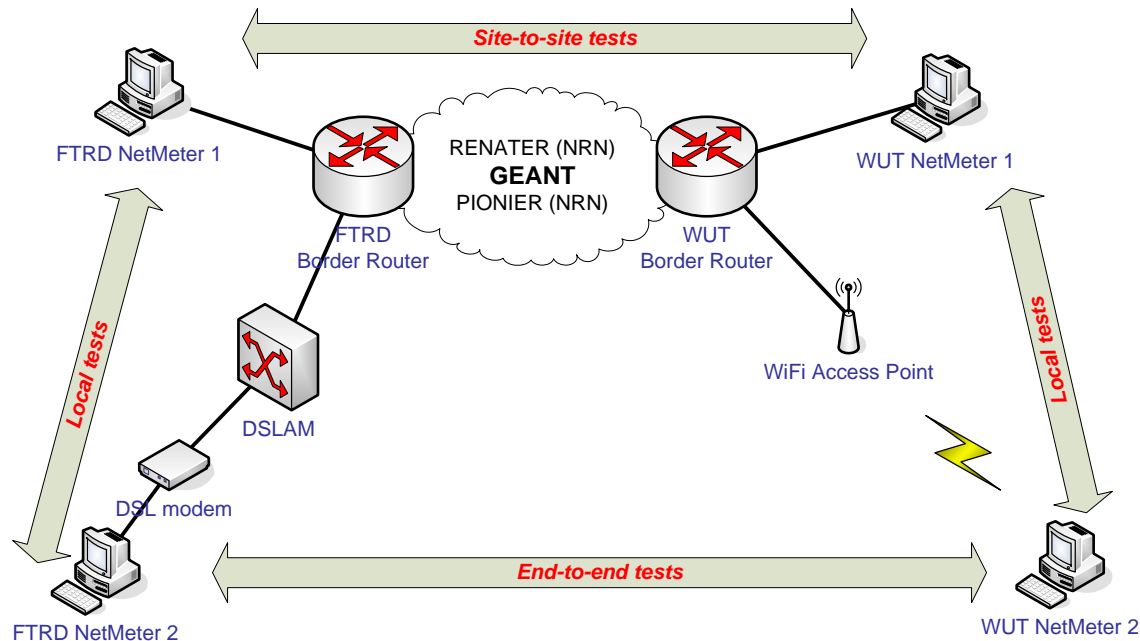 Site-to-site tests
FTRD NetMeter 1
RENATER (NRN)
GEANT
PIONIER (NRN)
WUT NetMeter 1
FTRD
Border Router
WUT
Border Router
Local tests
Local tests
WiFi Access Point
DSLAM
DSL modem
End-to-end tests
FTRD NetMeter 2
WUT NetMeter 2